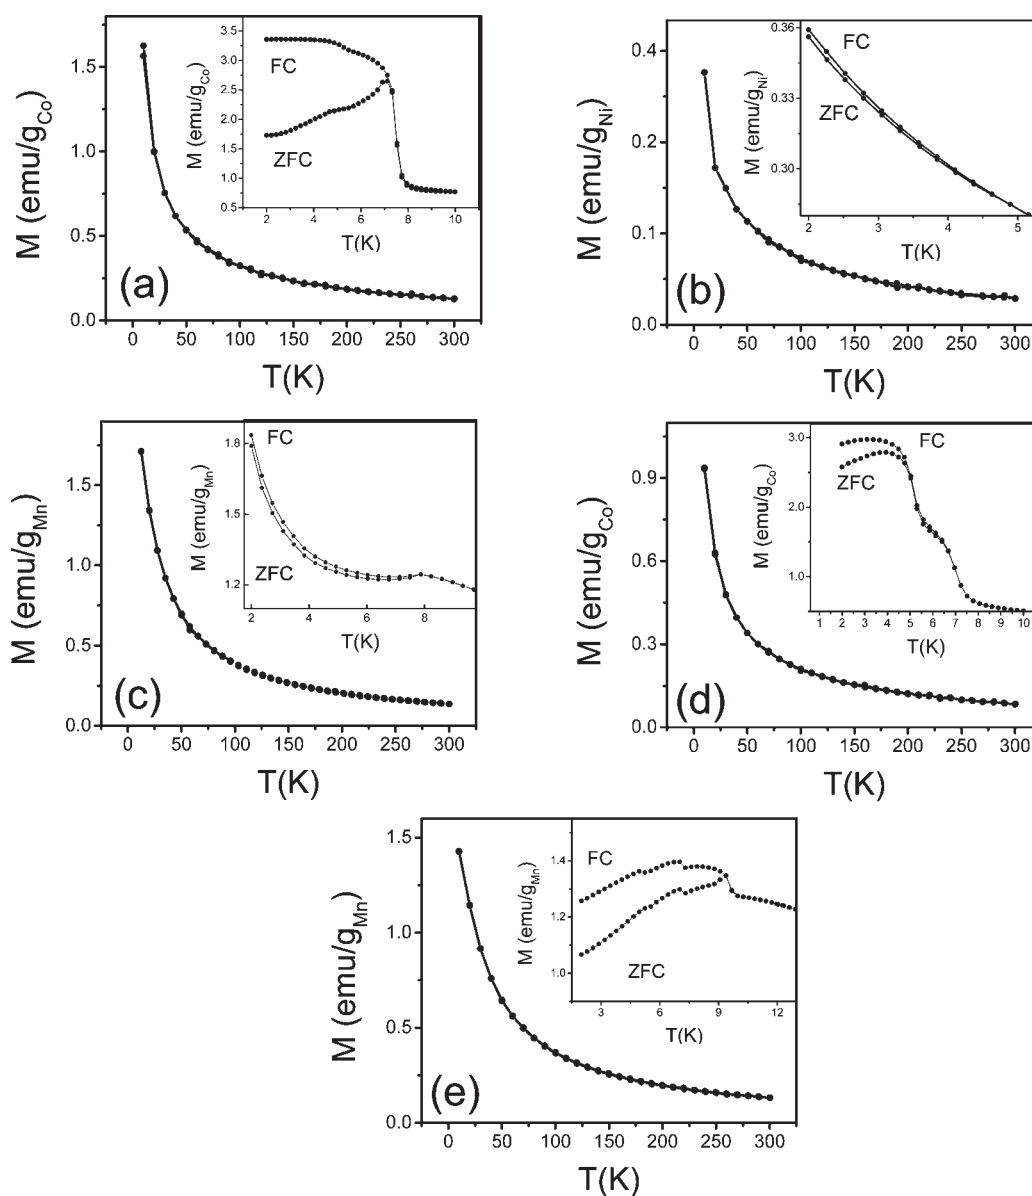 M (emu/g_Co)
1.5
1.0
0.5
0.0
0 50 100 150 200 250 300
T(K)
(a)
M (emu/g_Co)
3.5
3.0
2.5
2.0
1.5
1.0
0.5
2 4 6 8 10
T(K)
FC
ZFC
M (emu/g_Ni)
0.4
0.2
0.1
0.0
0 50 100 150 200 250 300
T(K)
(b)
M (emu/g_Ni)
0.36
0.33
0.30
2 3 4 5
T(K)
FC
ZFC
M (emu/g_Mn)
1.5
1.0
0.5
0.0
0 50 100 150 200 250 300
T(K)
(c)
M (emu/g_Mn)
1.8
1.5
1.2
2 4 6 8
T(K)
FC
ZFC
M (emu/g_Co)
0.9
0.6
0.3
0.0
0 50 100 150 200 250 300
T(K)
(d)
M (emu/g_Co)
3.0
2.5
1.5
1.0
1 2 3 4 5 6 7 8 9 10
T(K)
FC
ZFC
M (emu/g_Mn)
1.5
1.0
0.5
0.0
0 50 100 150 200 250 300
T(K)
(e)
M (emu/g_Mn)
1.4
1.2
1.0
3 6 9 12
T(K)
FC
ZFC